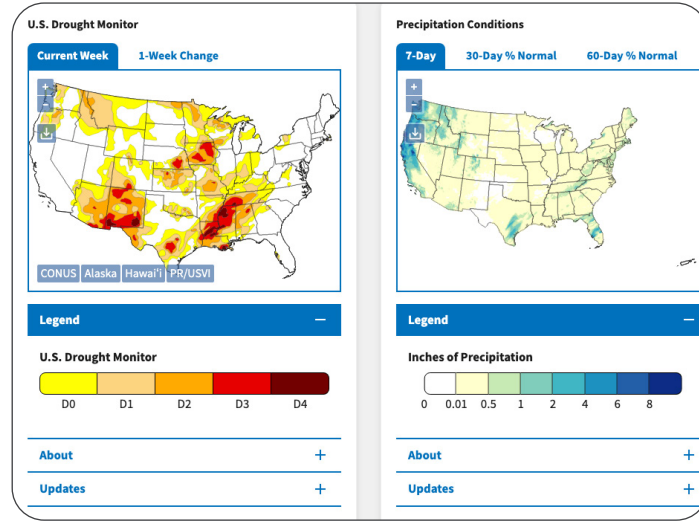 U.S. Drought Monitor
Current Week 1-Week Change
+
−
CONUS Alaska Hawai'i PR/USVI
Legend −
U.S. Drought Monitor
D0 D1 D2 D3 D4
About +
Updates +
Precipitation Conditions
7-Day 30-Day % Normal 60-Day % Normal
+
−
Legend −
Inches of Precipitation
0 0.01 0.5 1 2 4 6 8
About +
Updates +